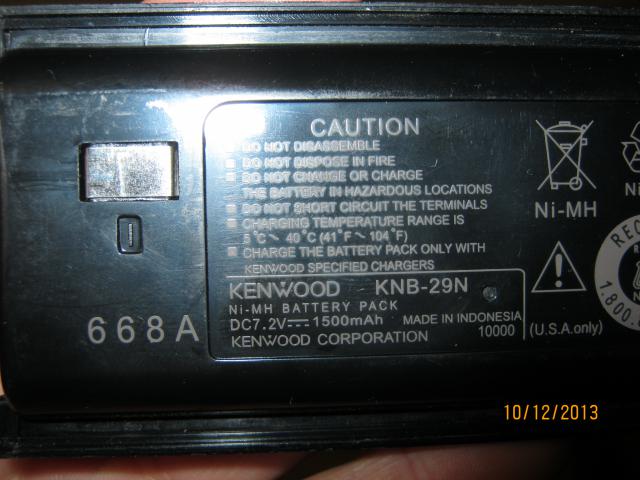 CAUTION
DO NOT DISASSEMBLE
DO NOT DISPOSE IN FIRE
DO NOT CHANGE OR CHARGE
THE BATTERY IN HAZARDOUS LOCATIONS
DO NOT SHORT CIRCUIT THE TERMINALS
CHARGING TEMPERATURE RANGE IS
5°C ~ 40°C (41°F ~ 104°F)
CHARGE THE BATTERY PACK ONLY WITH
KENWOOD SPECIFIED CHARGERS
KENWOOD KNB-29N
Ni-MH BATTERY PACK
DC7.2V 1500mAh MADE IN INDONESIA
KENWOOD CORPORATION 10000
668A
Ni-MH
(U.S.A.only)
1.800.
10/12/2013